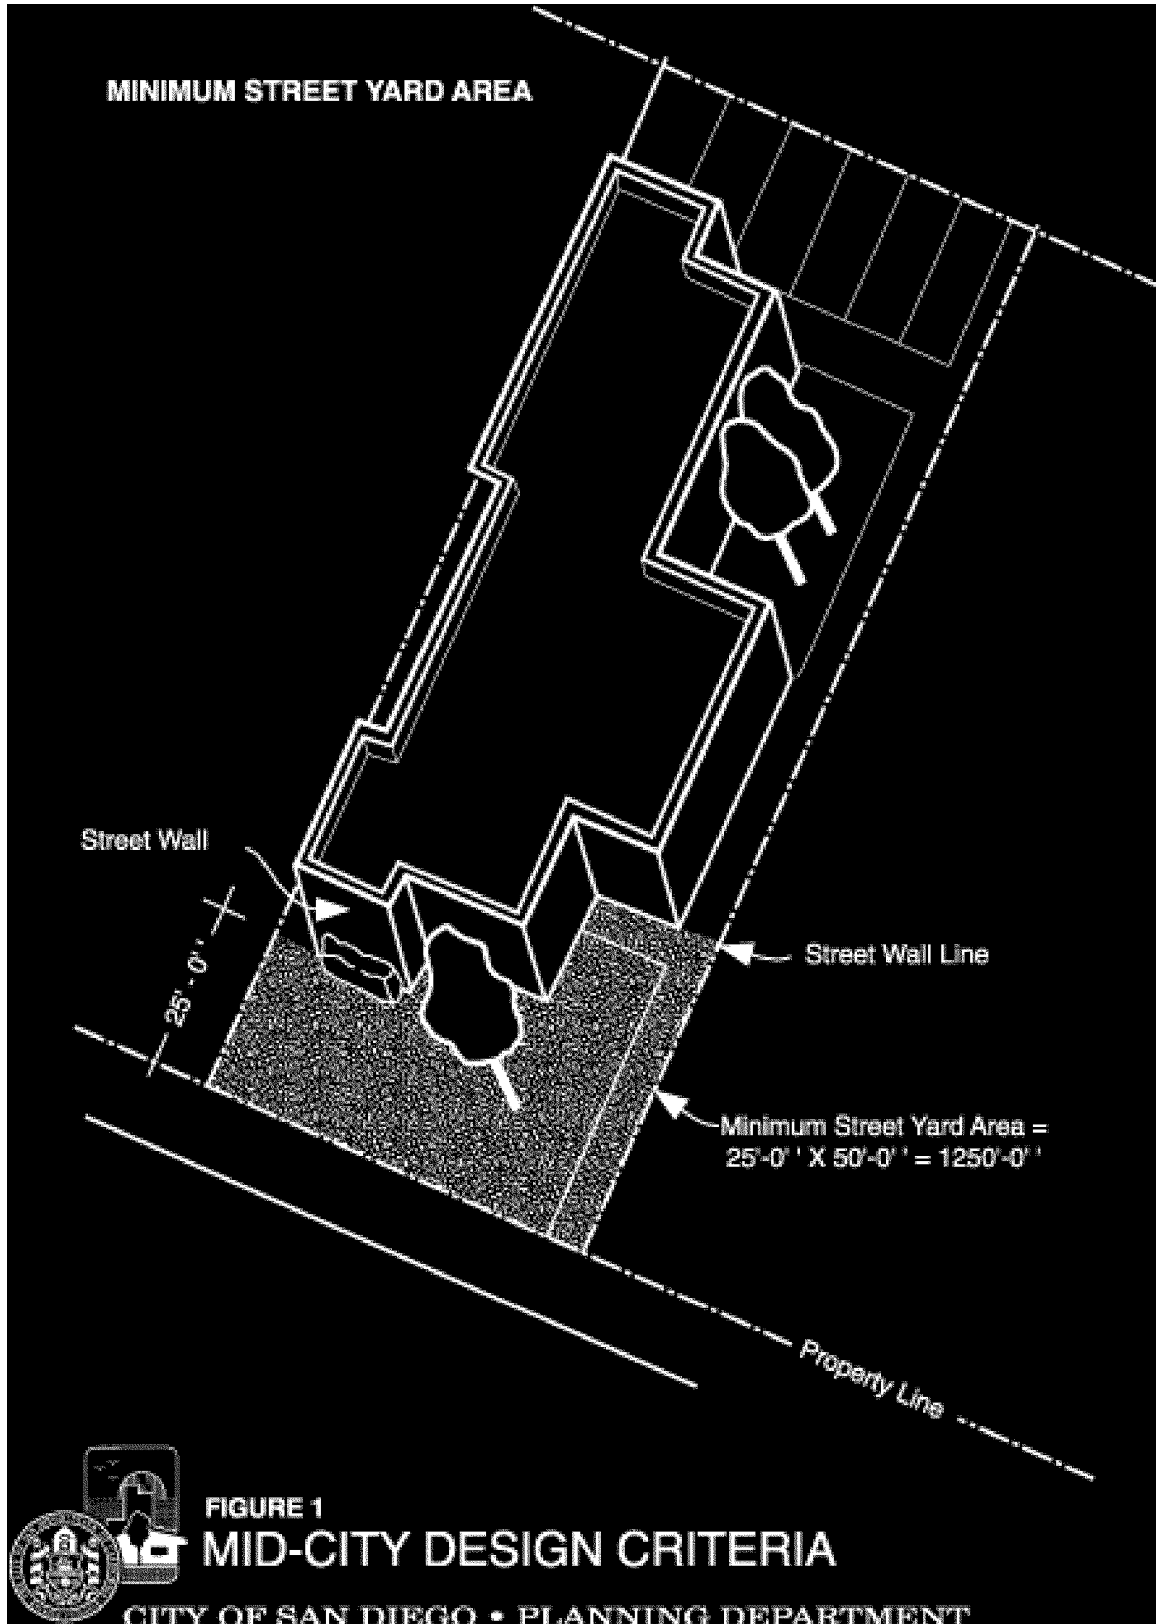 MINIMUM STREET YARD AREA
Street Wall
25'-0''
Street Wall Line
Minimum Street Yard Area =
25'-0'' X 50'-0'' = 1250'-0''
Property Line
FIGURE 1
MID-CITY DESIGN CRITERIA
CITY OF SAN DIEGO • PLANNING DEPARTMENT